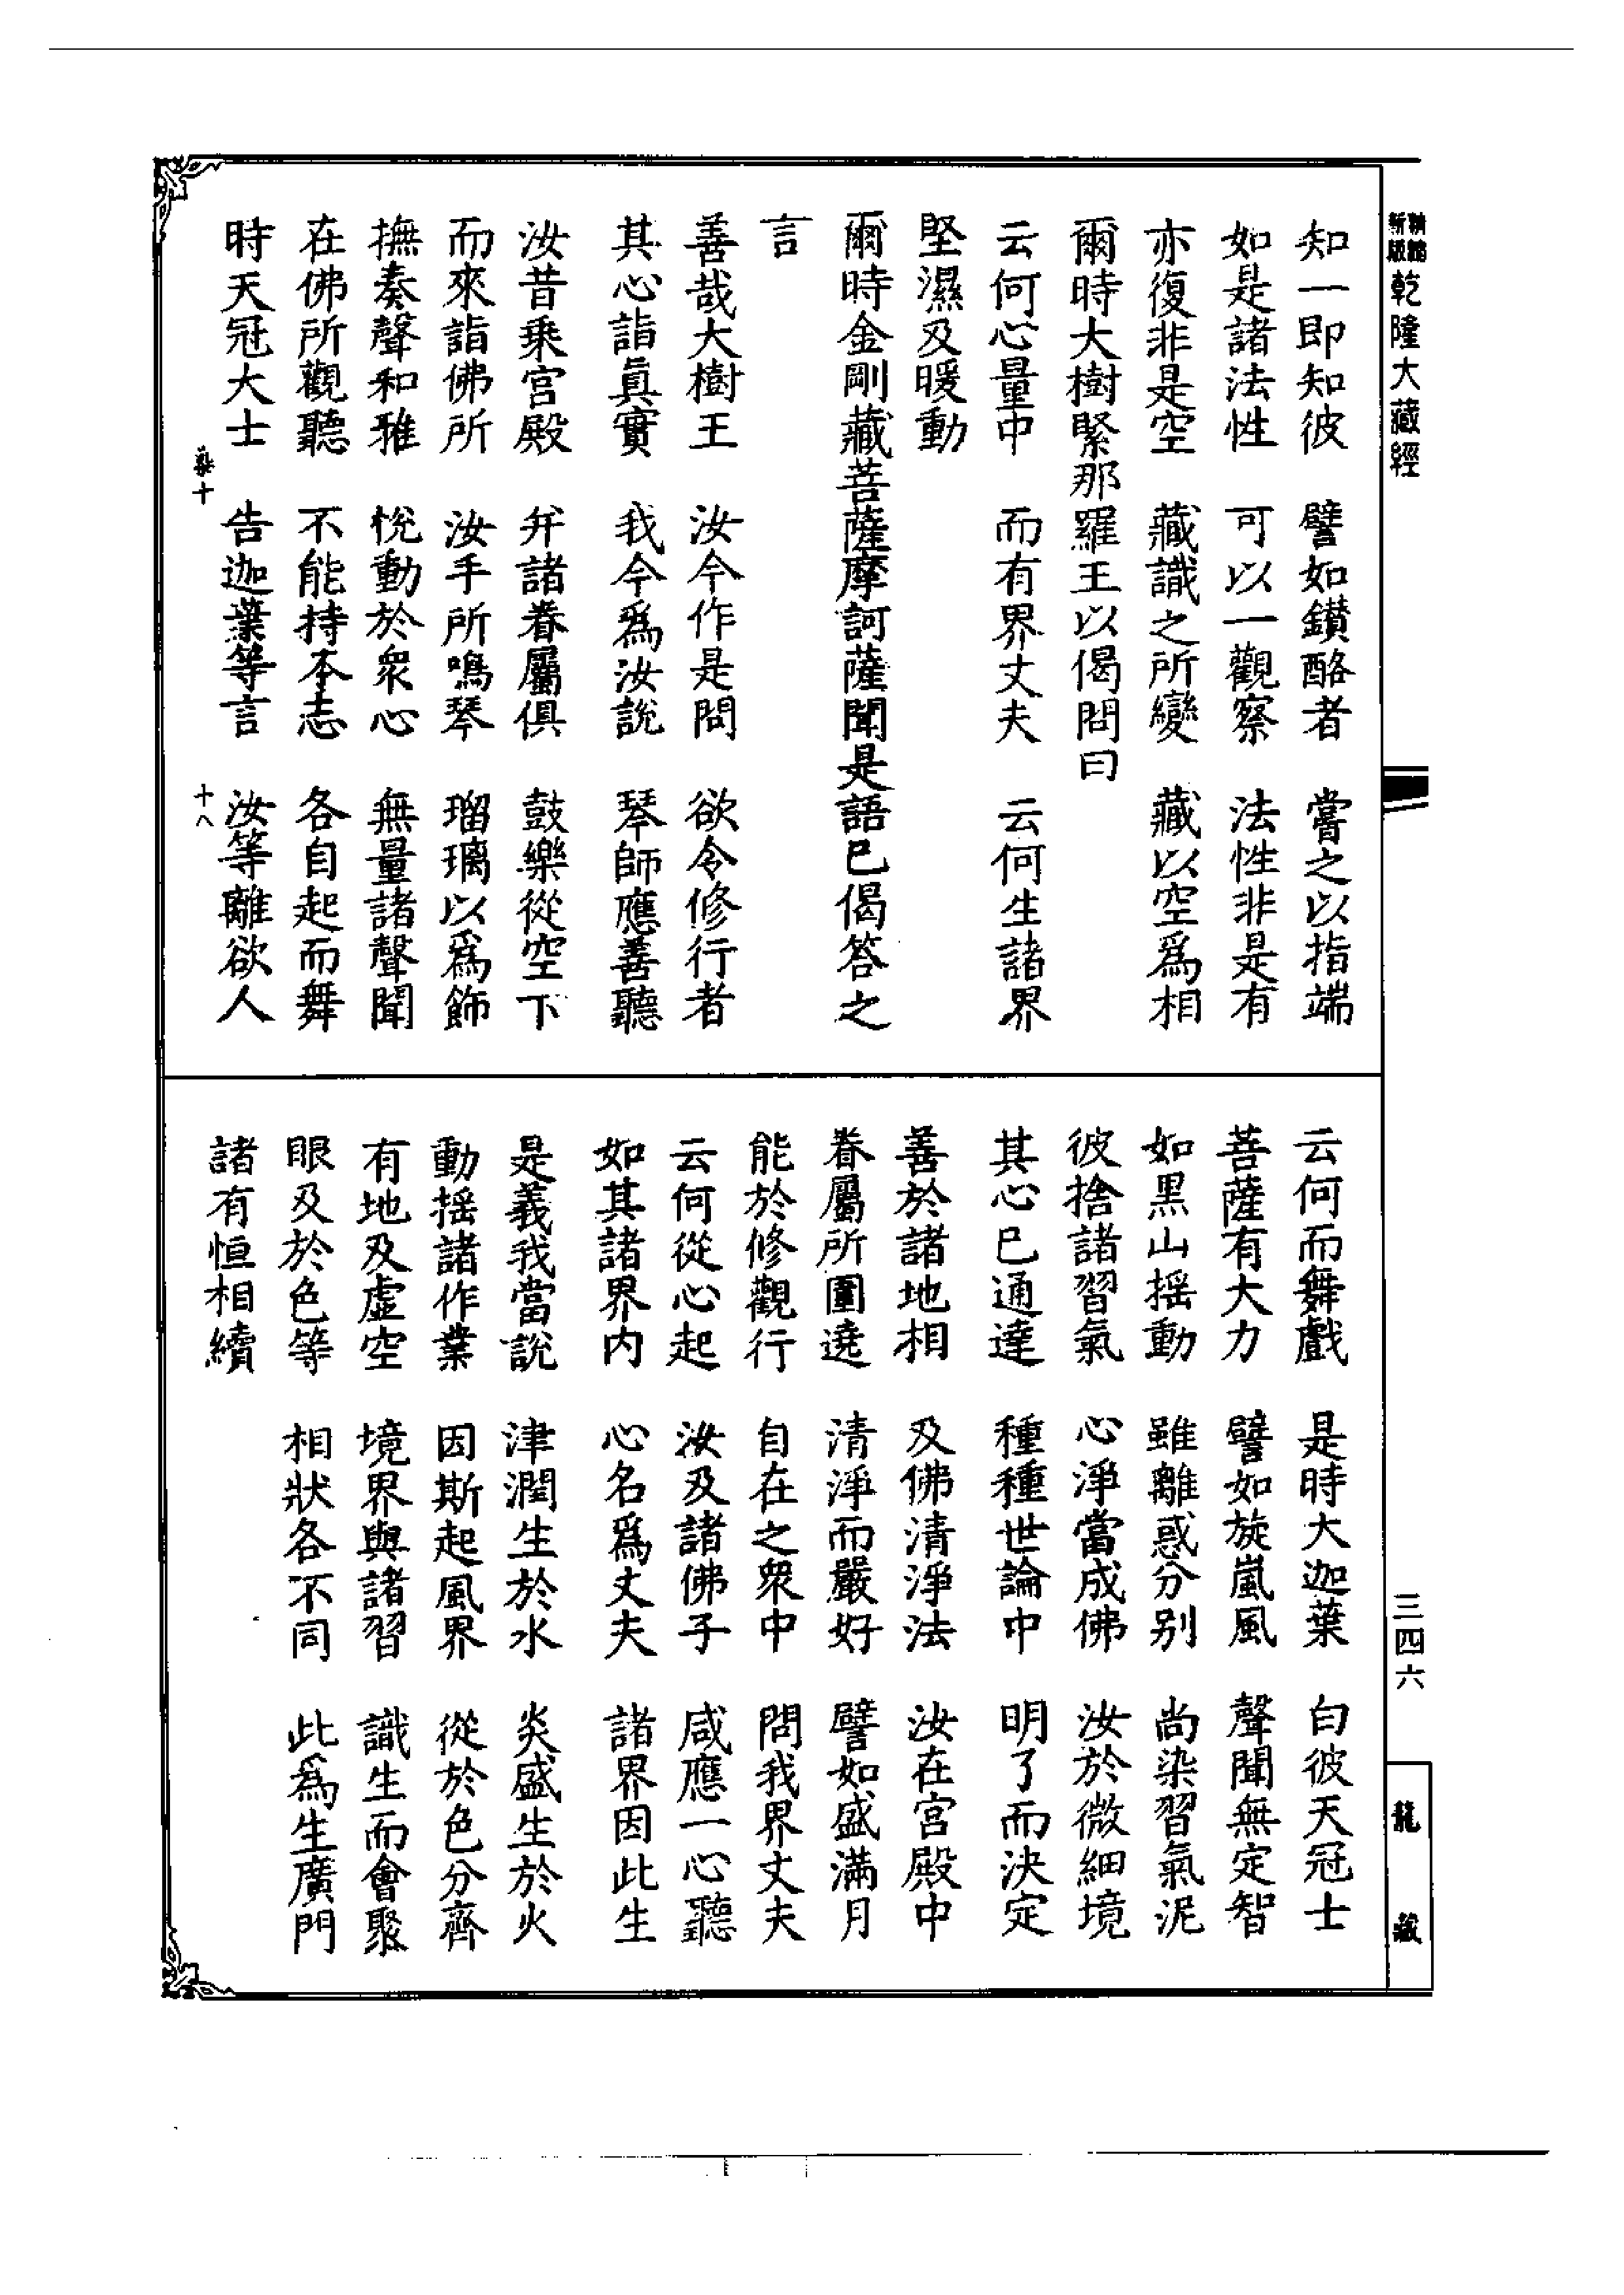 新版
精縮
乾隆大藏經
知一即知彼　譬如鑚酪者　嘗之以指端
如是諸法性　可以一觀察　法性非是有
亦復非是空　藏識之所變　藏以空爲相
爾時大樹緊那羅王以偈問曰
云何心量中　而有界丈夫　云何生諸界
堅濕及暖動
爾時金剛藏菩薩摩訶薩聞是語已偈答之
言
善哉大樹王　汝今作是問　欲令修行者
其心詣眞實　我今爲汝說　琴師應善聽
汝昔乗宮殿　并諸眷屬俱　鼓樂從空下
而來詣佛所　汝手所鳴琴　瑠璃以爲飾
撫奏聲和雅　悅動於衆心　無量諸聲聞
在佛所觀聽　不能持本志　各自起而舞
時天冠大士　告迦葉等言　汝等離欲人
十八
云何而舞戲　是時大迦葉　白彼天冠士
菩薩有大力　譬如旋嵐風　聲聞無定智
如黑山搖動　雖離惑分别　尚染習氣泥
彼捨諸習氣　心淨當成佛　汝於微細境
其心已通達　種種世論中　明了而決定
善於諸地相　及佛清淨法　汝在宮殿中
眷屬所圍遶　清淨而嚴好　譬如盛滿月
能於修觀行　自在之衆中　問我界丈夫
云何從心起　汝及諸佛子　咸應一心聽
如其諸界内　心名爲丈夫　諸界因此生
是義我當說　津潤生於水　炎盛生於火
動搖諸作業　因斯起風界　從於色分齊
有地及虛空　境界與諸習　識生而會聚
眼及於色等　相狀各不同　此爲生廣門
諸有恒相續
三四六
龍藏